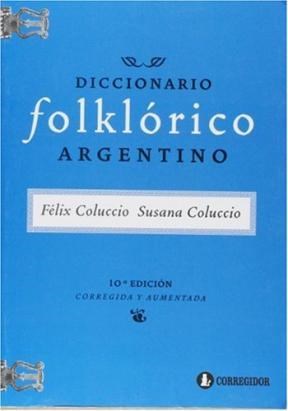 DICCIONARIO
folklórico
ARGENTINO
Félix Coluccio Susana Coluccio
10ª EDICIÓN
CORREGIDA Y AUMENTADA
CORREGIDOR